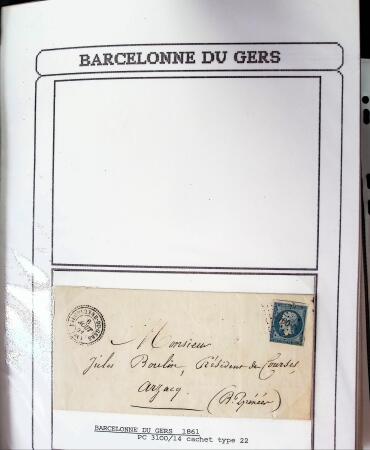 BARCELONNE DU GERS
Monsieur
Jules Boulin, Président de Courses
Arzacq
(B. Pyrénées)
BARCELONNE DU GERS 1861
PC 3100/14 cachet type 22